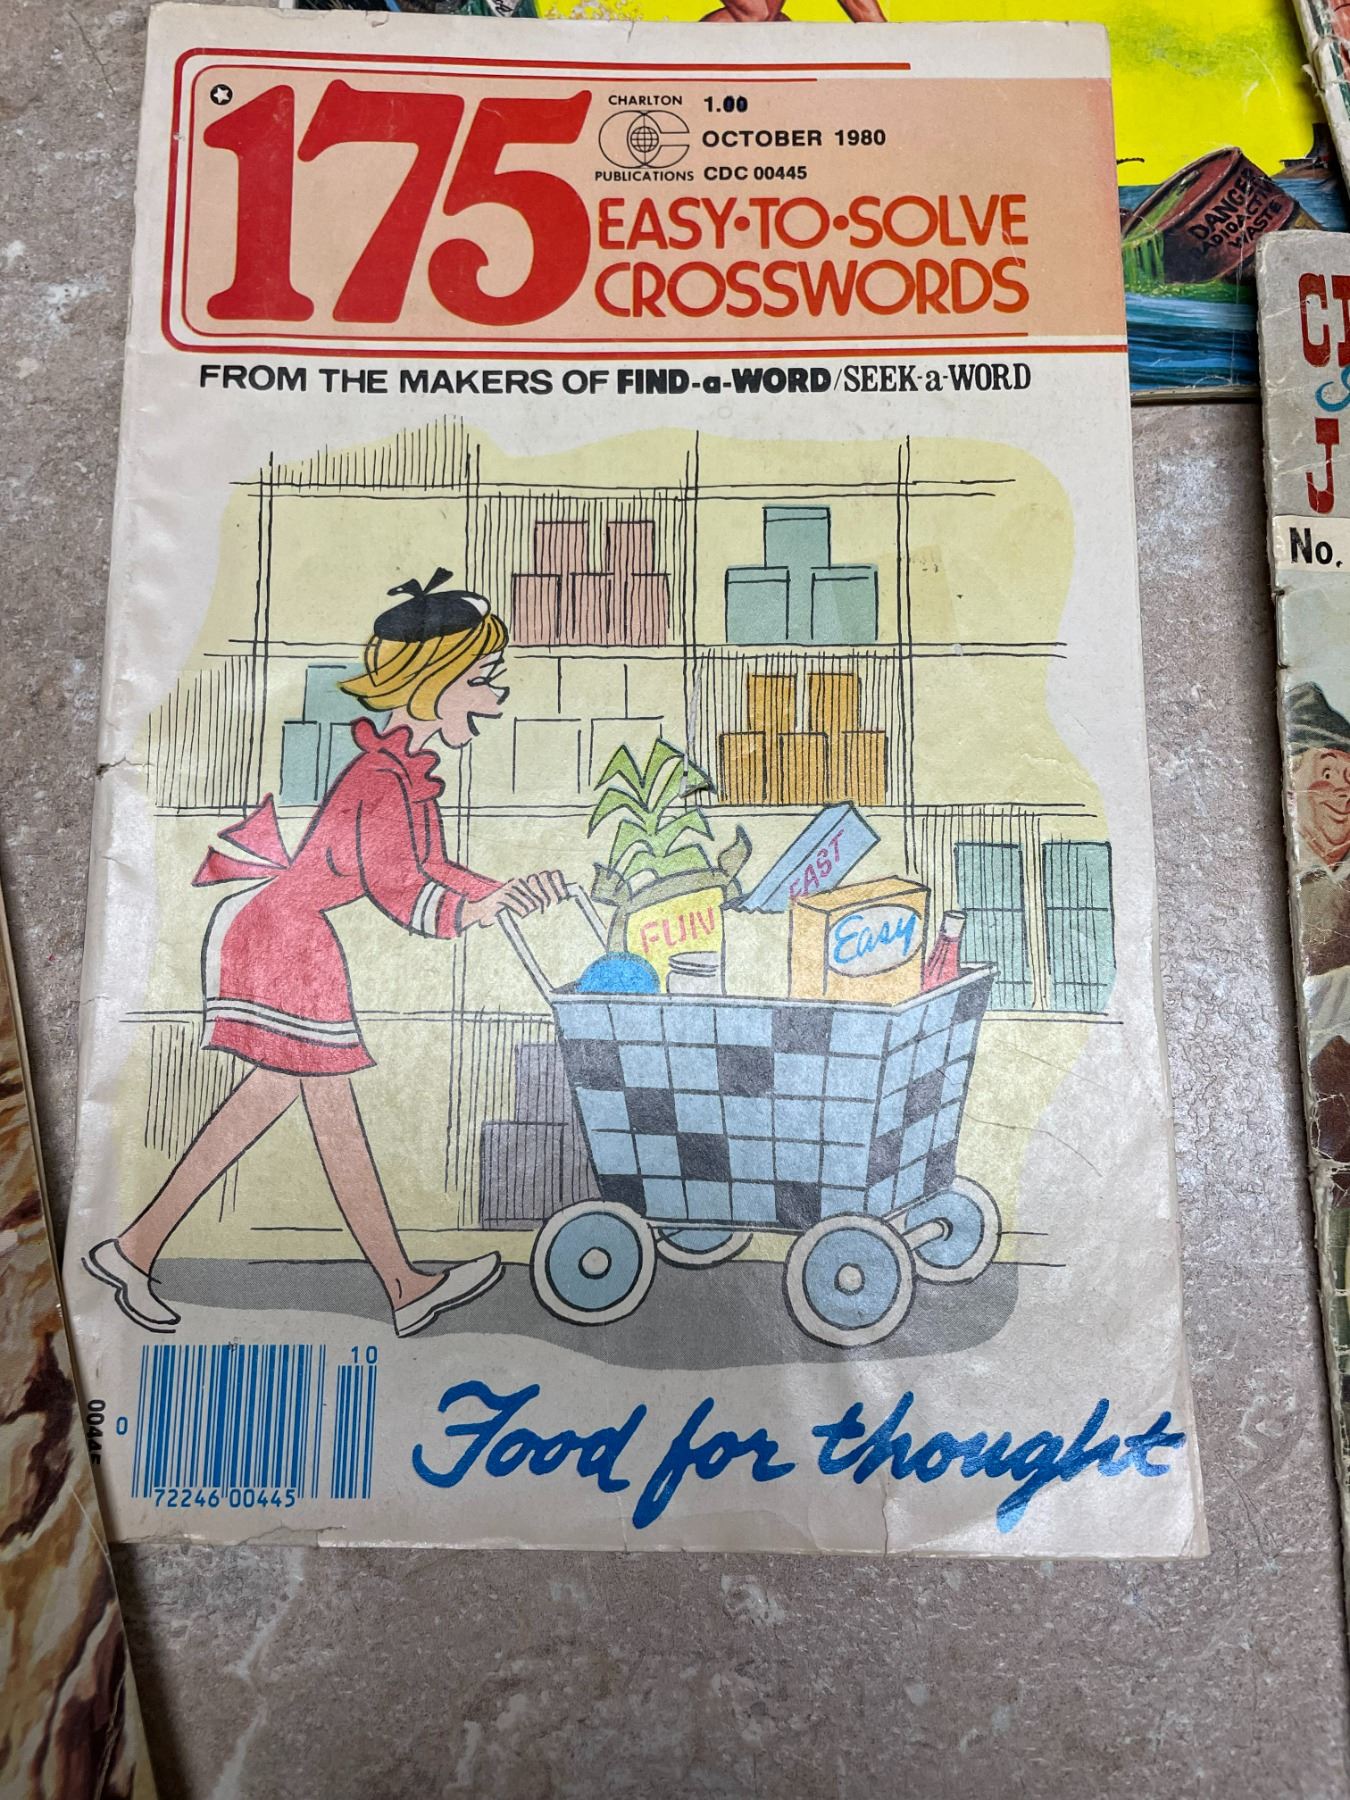 175
CHARLTON
PUBLICATIONS
1.00
OCTOBER 1980
CDC 00445
EASY·TO·SOLVE
CROSSWORDS
FROM THE MAKERS OF FIND-a-WORD/SEEK-a-WORD
FUN
FAST
Easy
10
0
72246 00445
Food for thought
DANGER
RADIOACTIVE
WASTE
J
No.